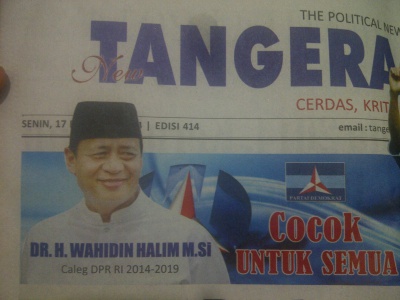 THE POLITICAL NEW
New TANGERA
CERDAS, KRIT
SENIN, 17 | EDISI 414
email : tange
PARTAI DEMOKRAT
Cocok
UNTUK SEMUA
DR. H. WAHIDIN HALIM M.Si
Caleg DPR RI 2014-2019